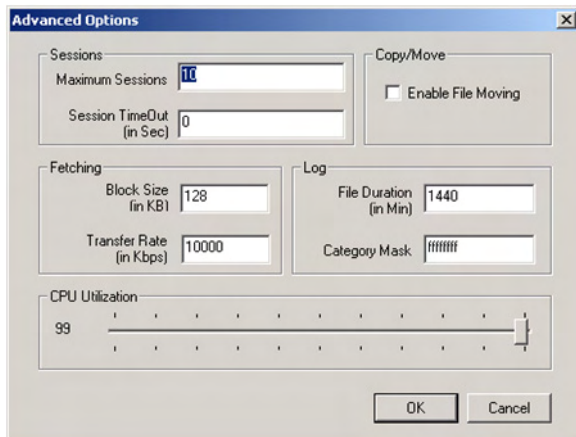 Advanced Options
Sessions
Maximum Sessions 10
Session TimeOut
(in Sec) 0
Copy/Move
Enable File Moving
Fetching
Block Size
(in KB) 128
Transfer Rate
(in Kbps) 10000
Log
File Duration
(in Min) 1440
Category Mask ffffffff
CPU Utilization
99
OK Cancel